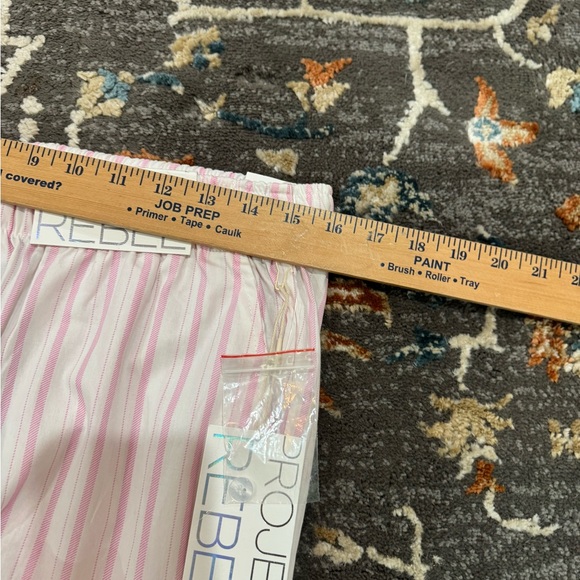 9 10 11 12 13 14 15 16 17 18 19 20 21
covered?
JOB PREP
• Primer • Tape • Caulk
PAINT
• Brush • Roller • Tray
REBEL
PROJE
REBE